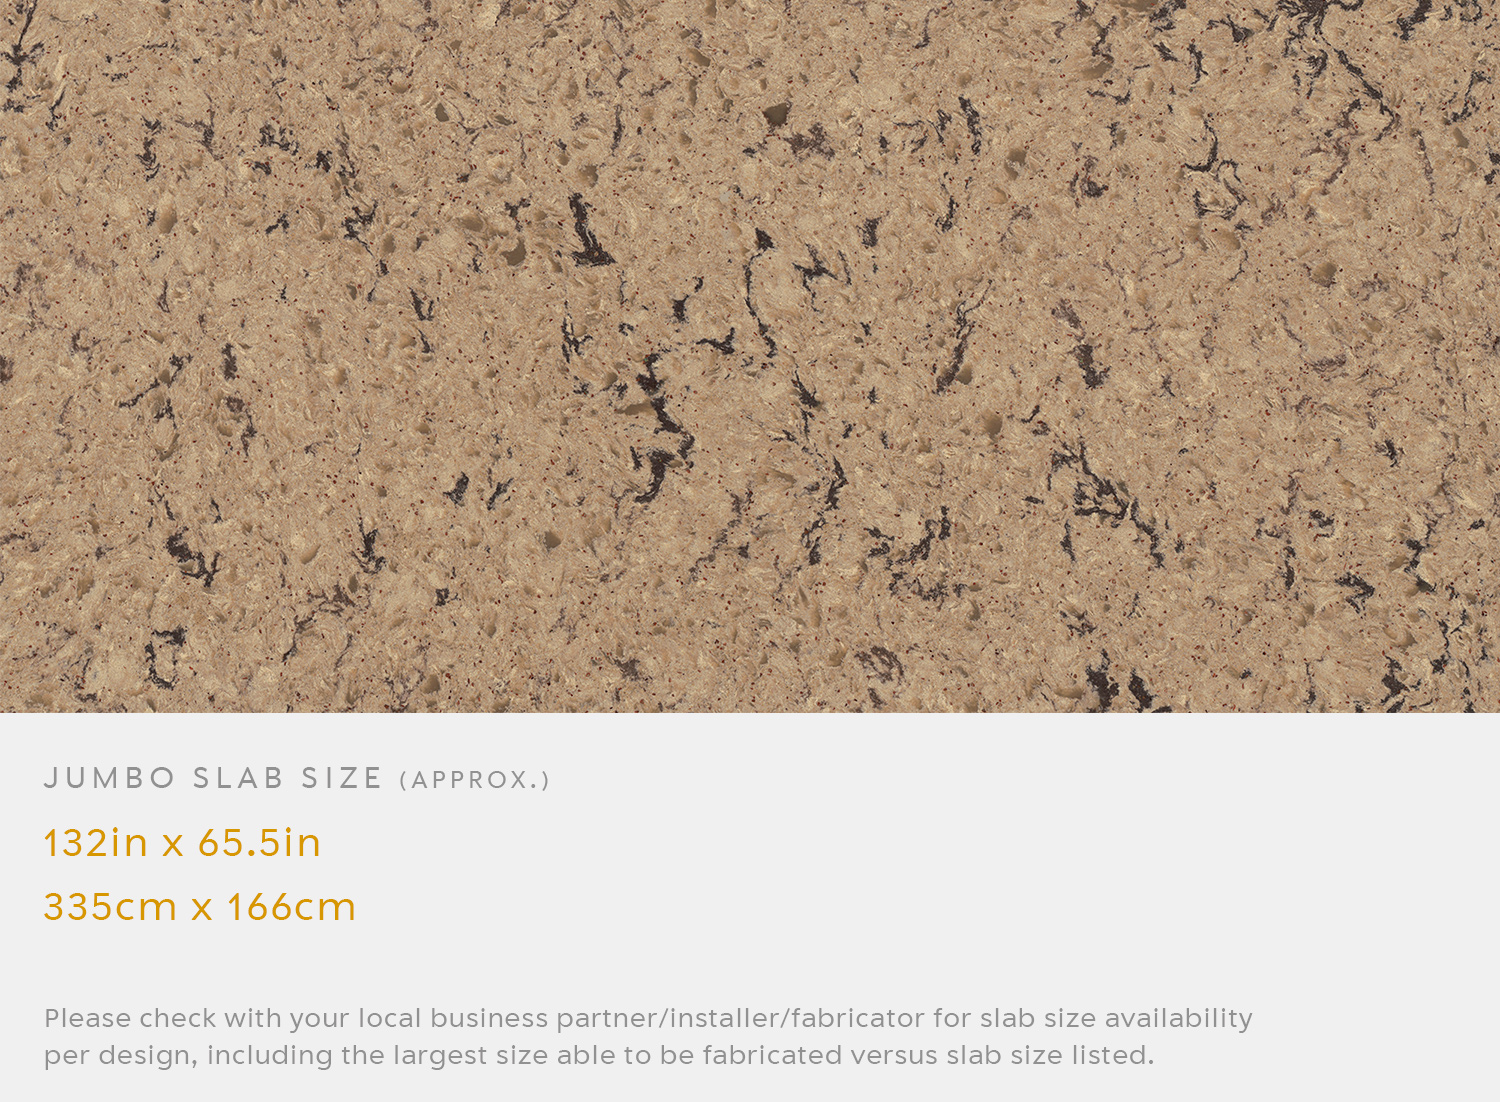 JUMBO SLAB SIZE (APPROX.)
132in x 65.5in
335cm x 166cm
Please check with your local business partner/installer/fabricator for slab size availability
per design, including the largest size able to be fabricated versus slab size listed.